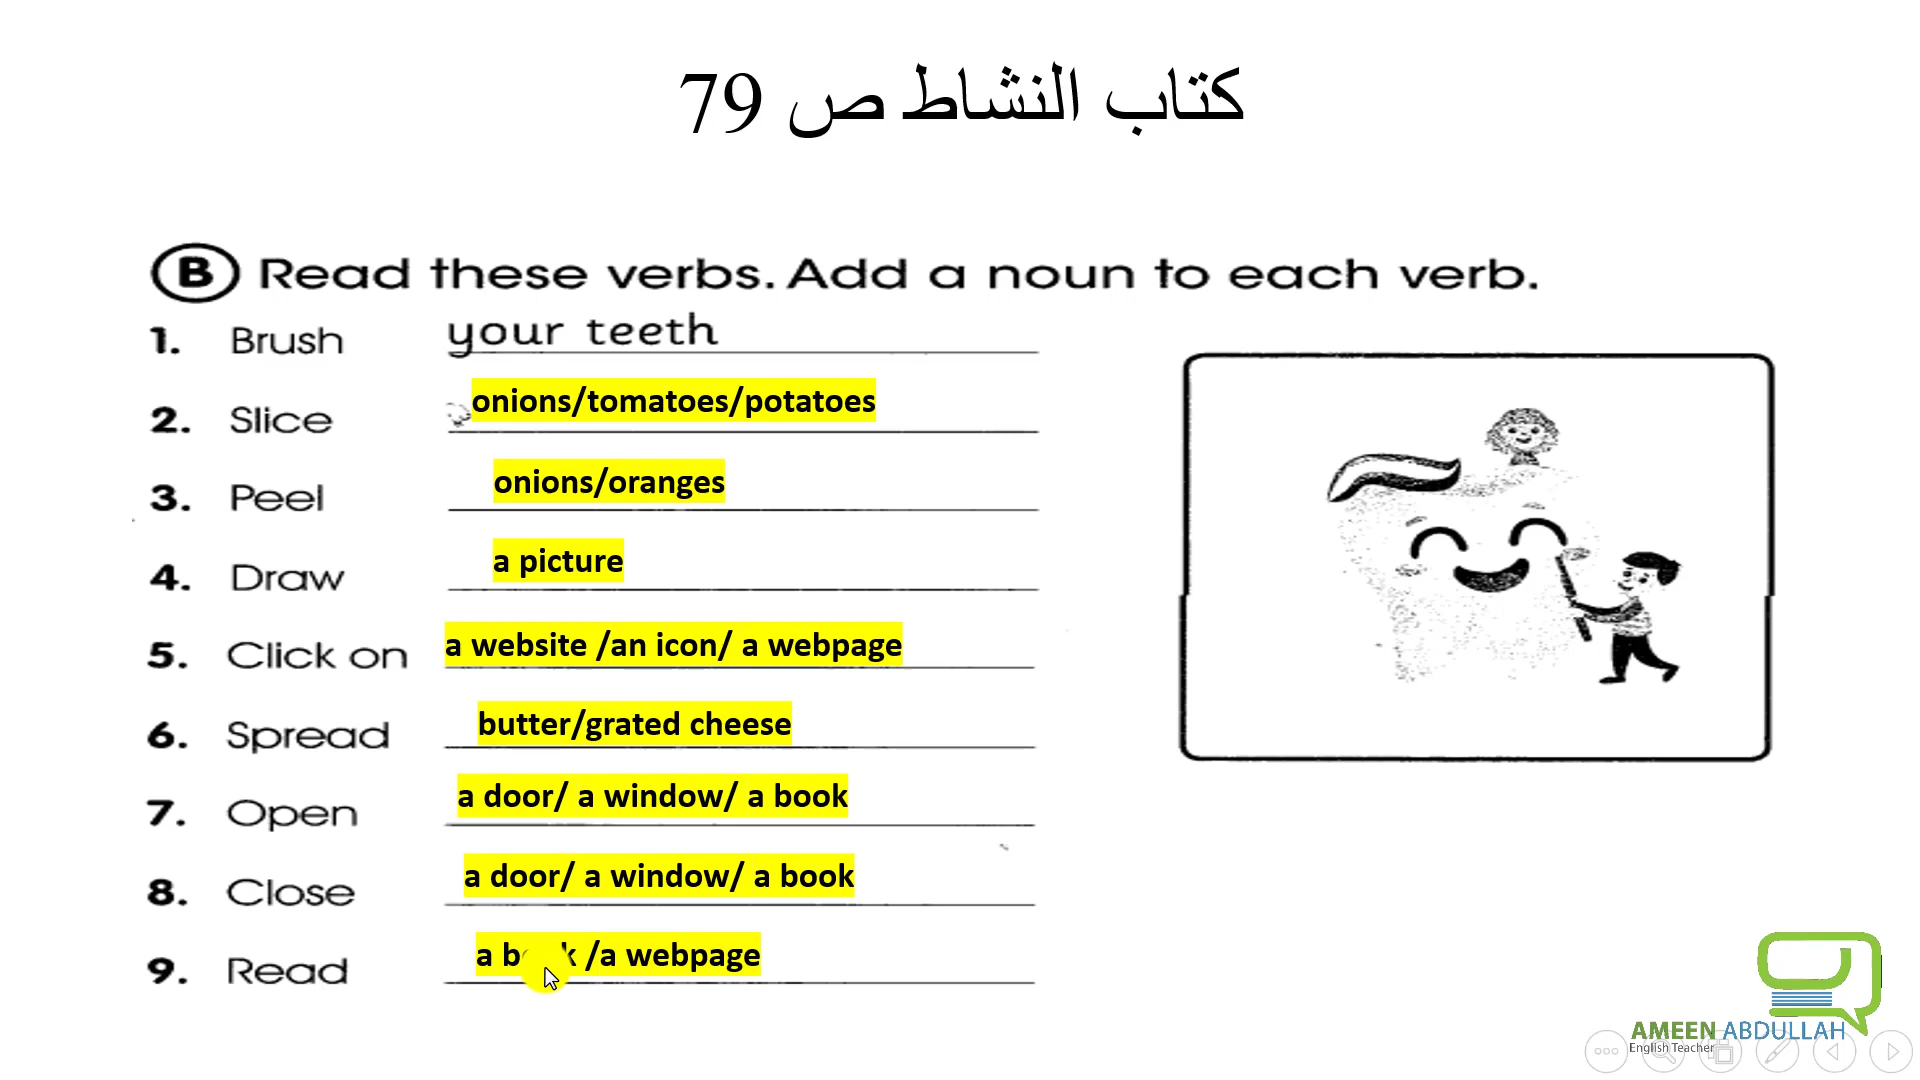 كتاب النشاط ص 79
B Read these verbs. Add a noun to each verb.
1. Brush your teeth
2. Slice onions/tomatoes/potatoes
3. Peel onions/oranges
4. Draw a picture
5. Click on a website /an icon/ a webpage
6. Spread butter/grated cheese
7. Open a door/ a window/ a book
8. Close a door/ a window/ a book
9. Read a book /a webpage
AMEEN ABDULLAH
English Teacher